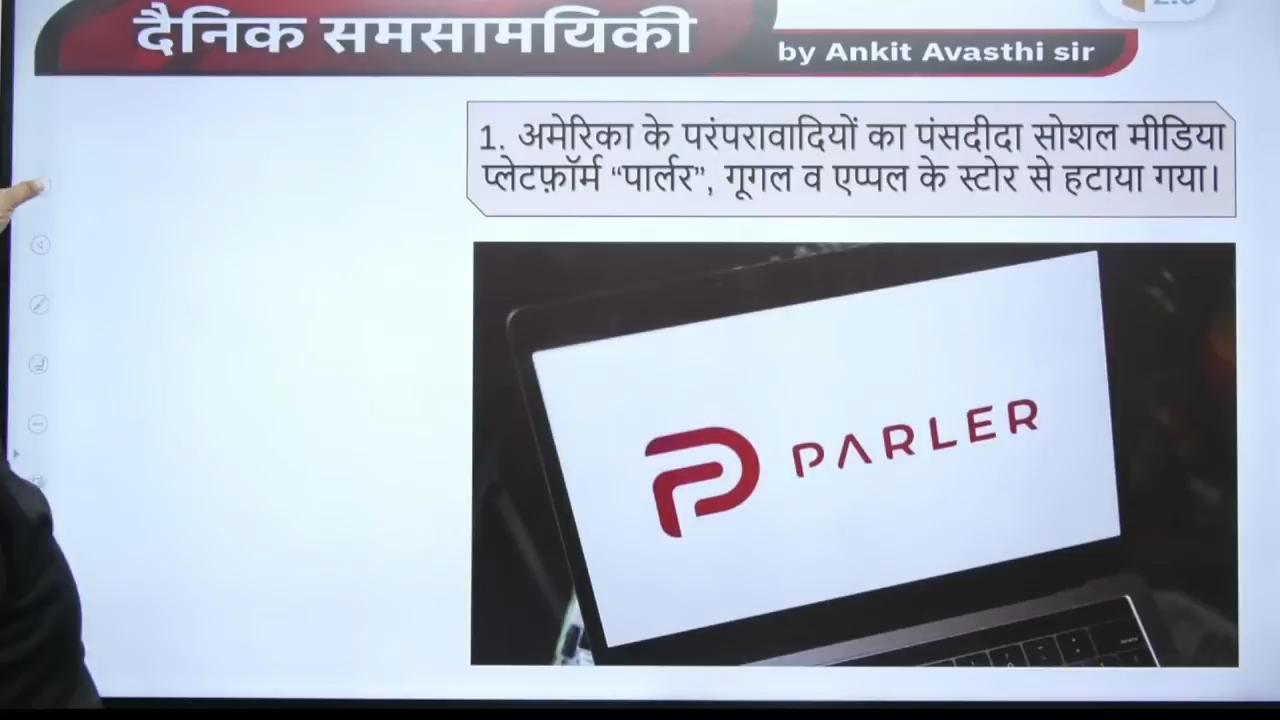 दैनिक समसामयिकी
by Ankit Avasthi sir
1. अमेरिका के परंपरावादियों का पंसदीदा सोशल मीडिया
प्लेटफ़ॉर्म “पार्लर”, गूगल व एप्पल के स्टोर से हटाया गया।
PARLER